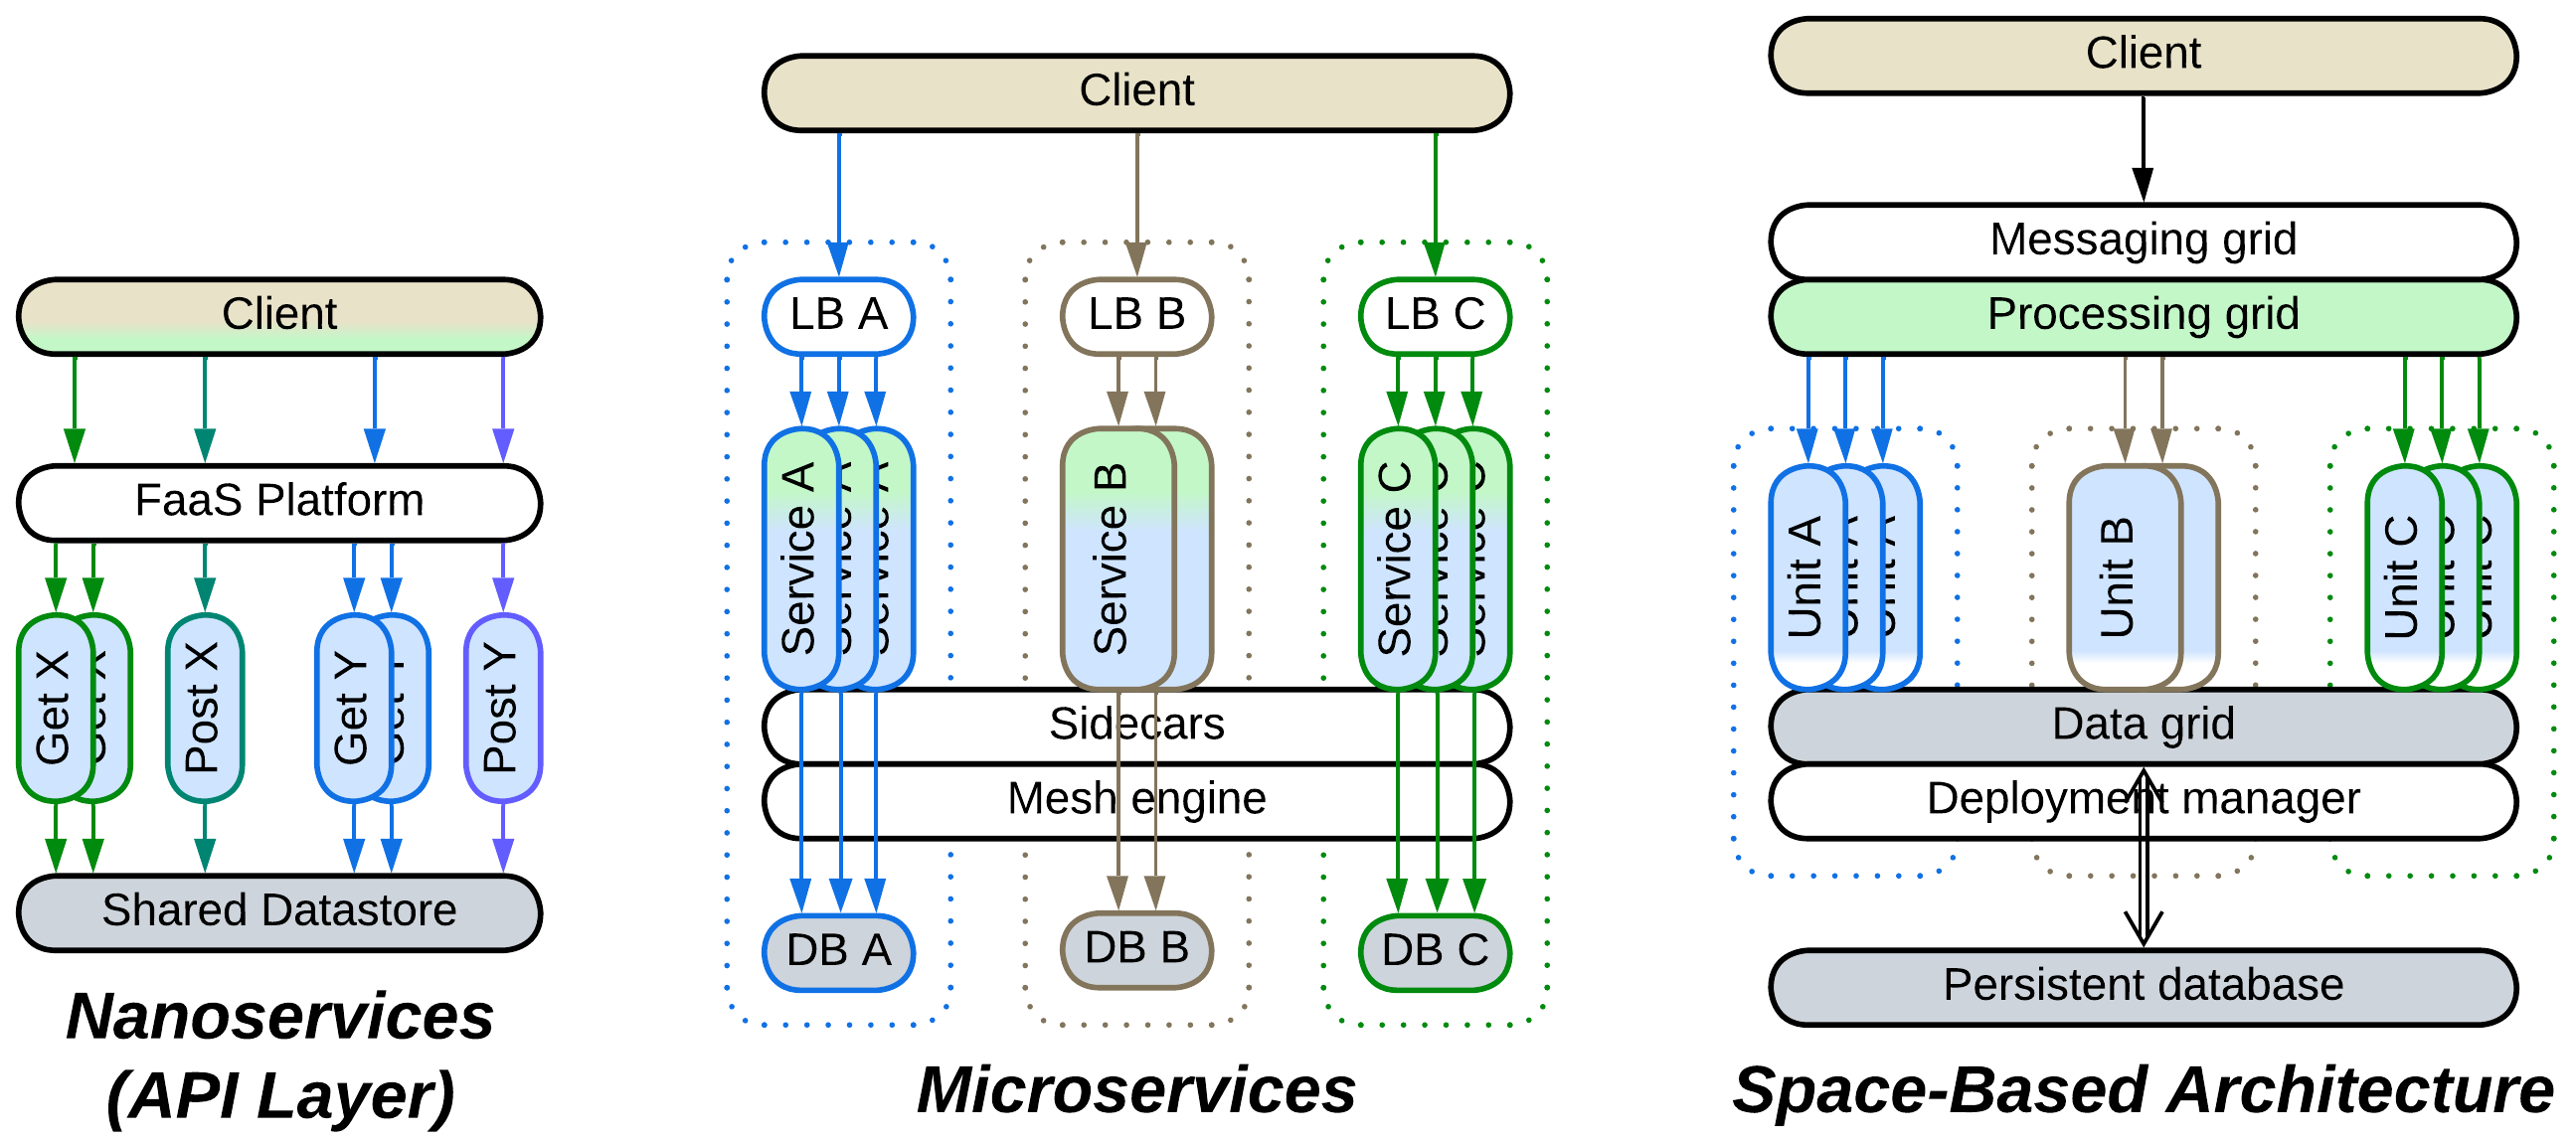 Client
FaaS Platform
Get X
Post X
Get Y
Post Y
Shared Datastore
Nanoservices
(API Layer)
Client
LB A
LB B
LB C
Service A
Service B
Service C
Sidecars
Mesh engine
DB A
DB B
DB C
Microservices
Client
Messaging grid
Processing grid
Unit A
Unit B
Unit C
Data grid
Deployment manager
Persistent database
Space-Based Architecture